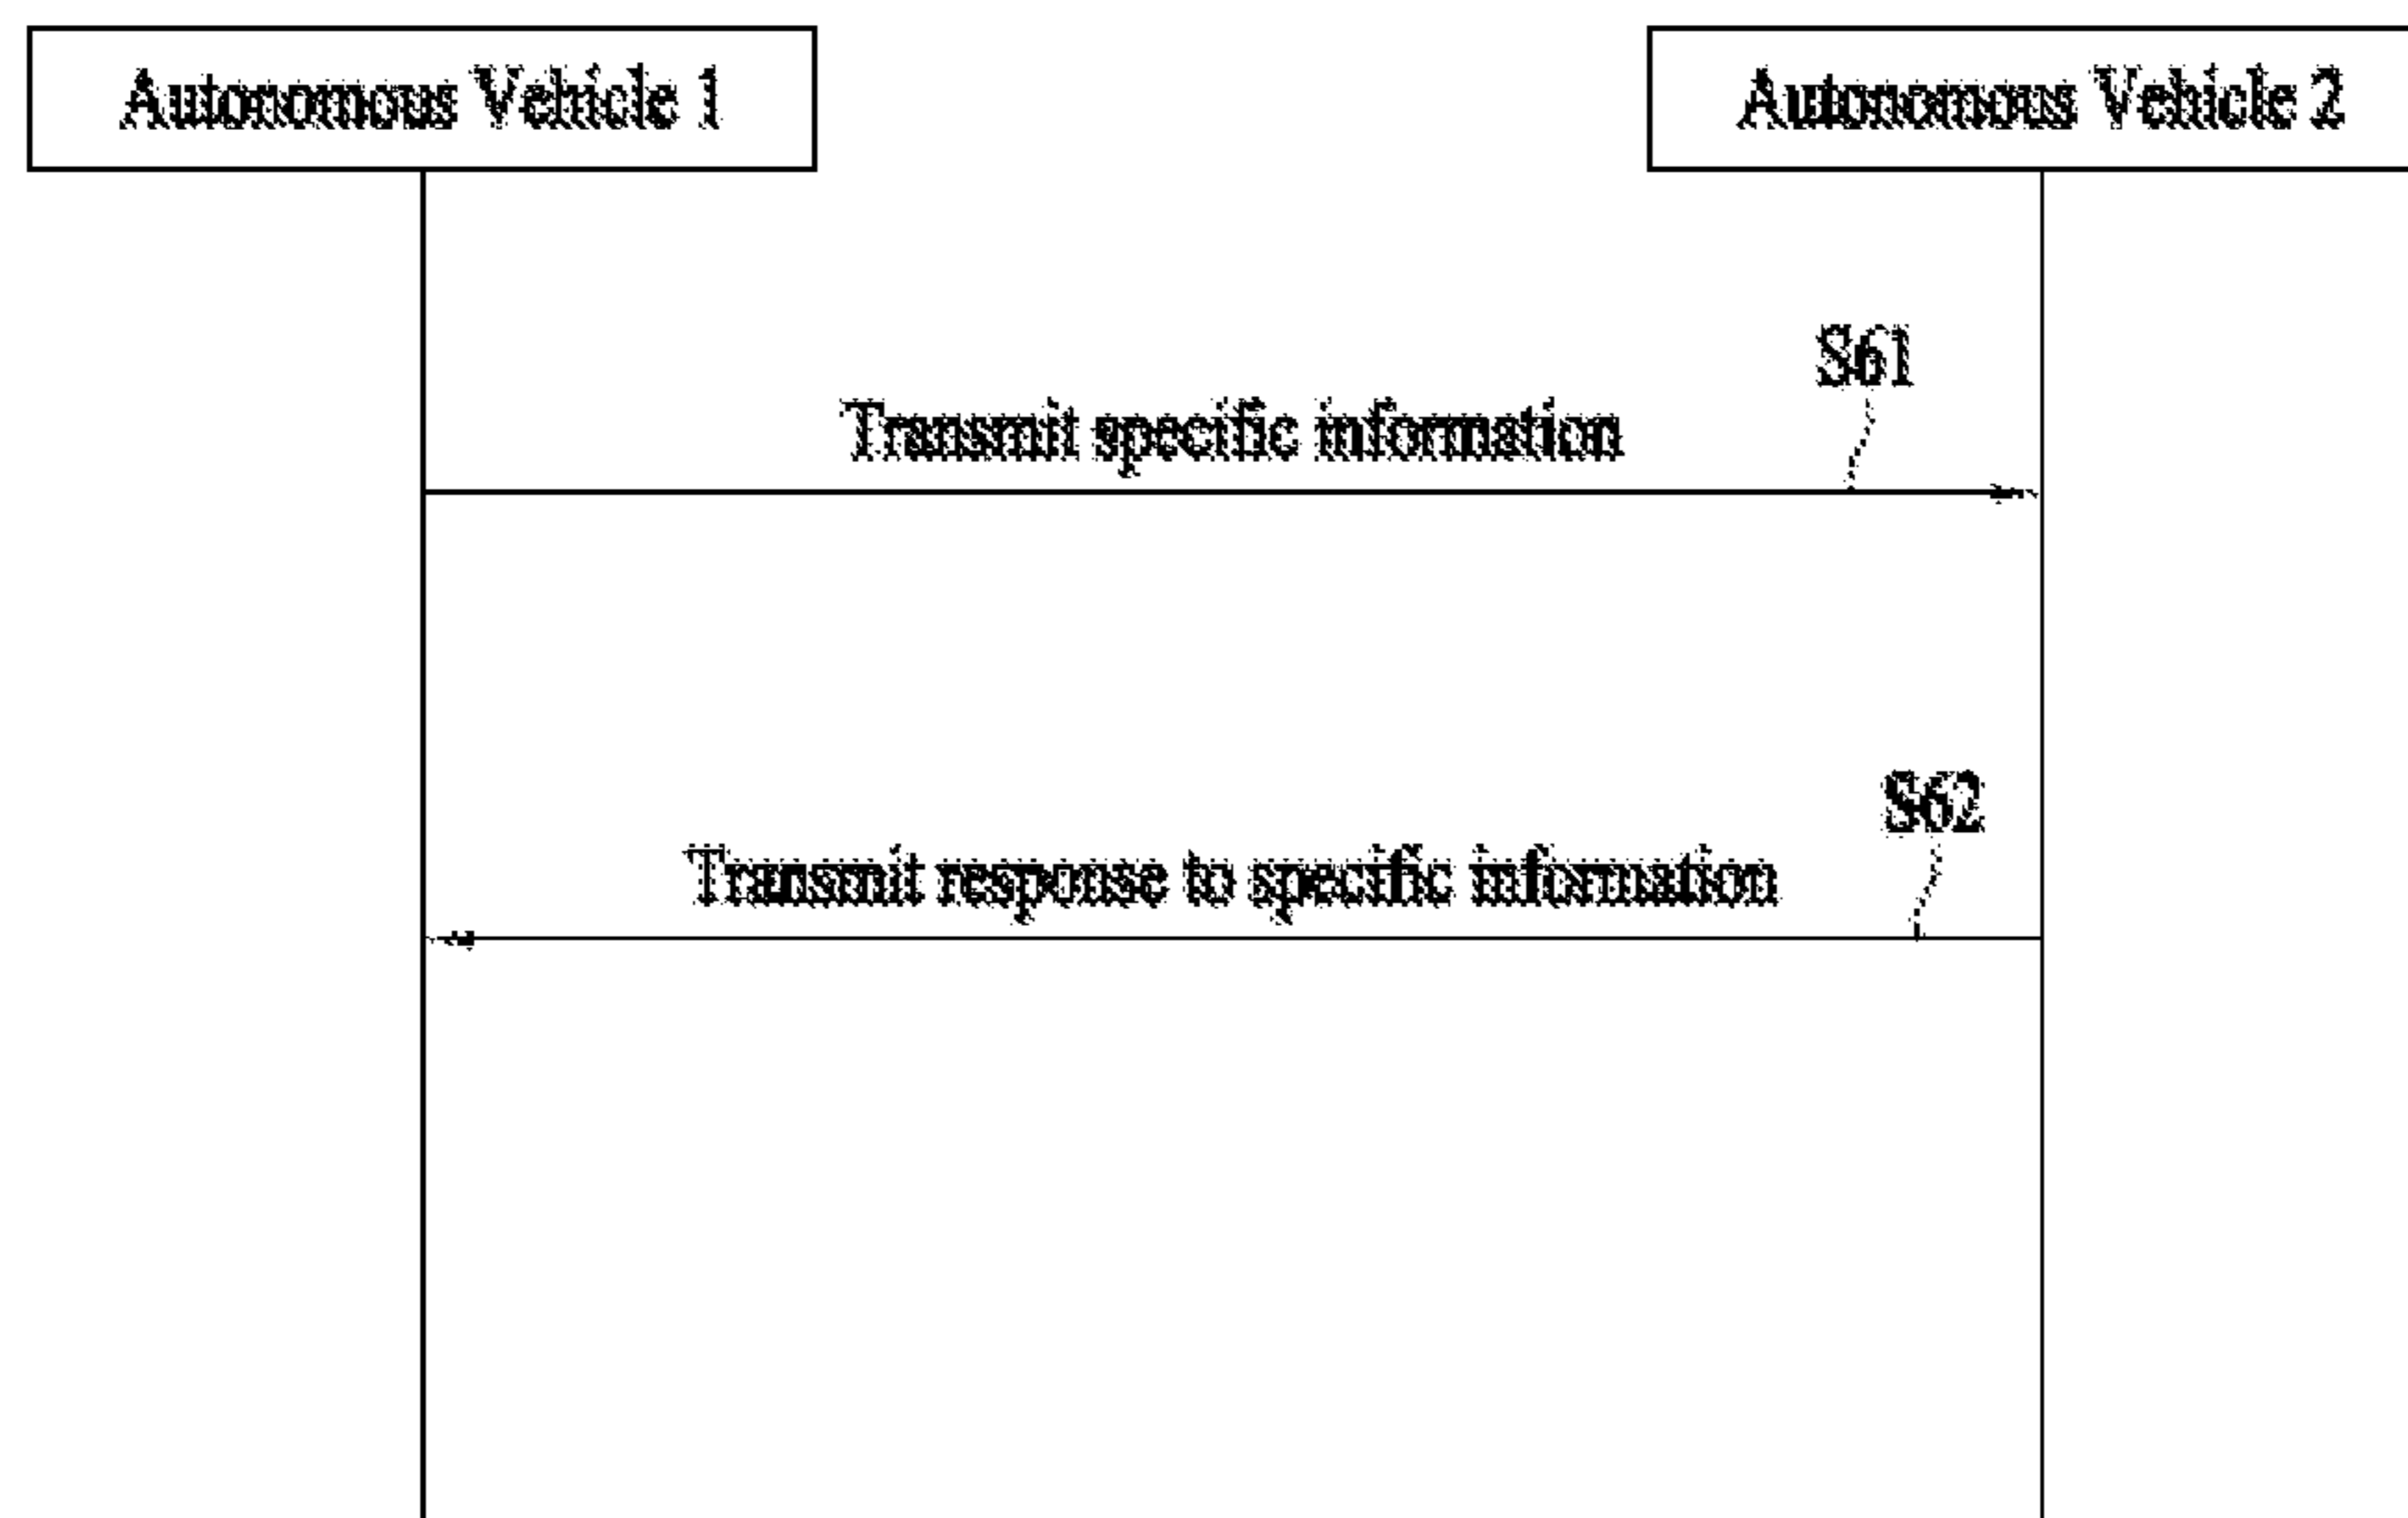 Autonomous Vehicle 1
Autonomous Vehicle 2
S61
Transmit specific information
S62
Transmit response to specific information